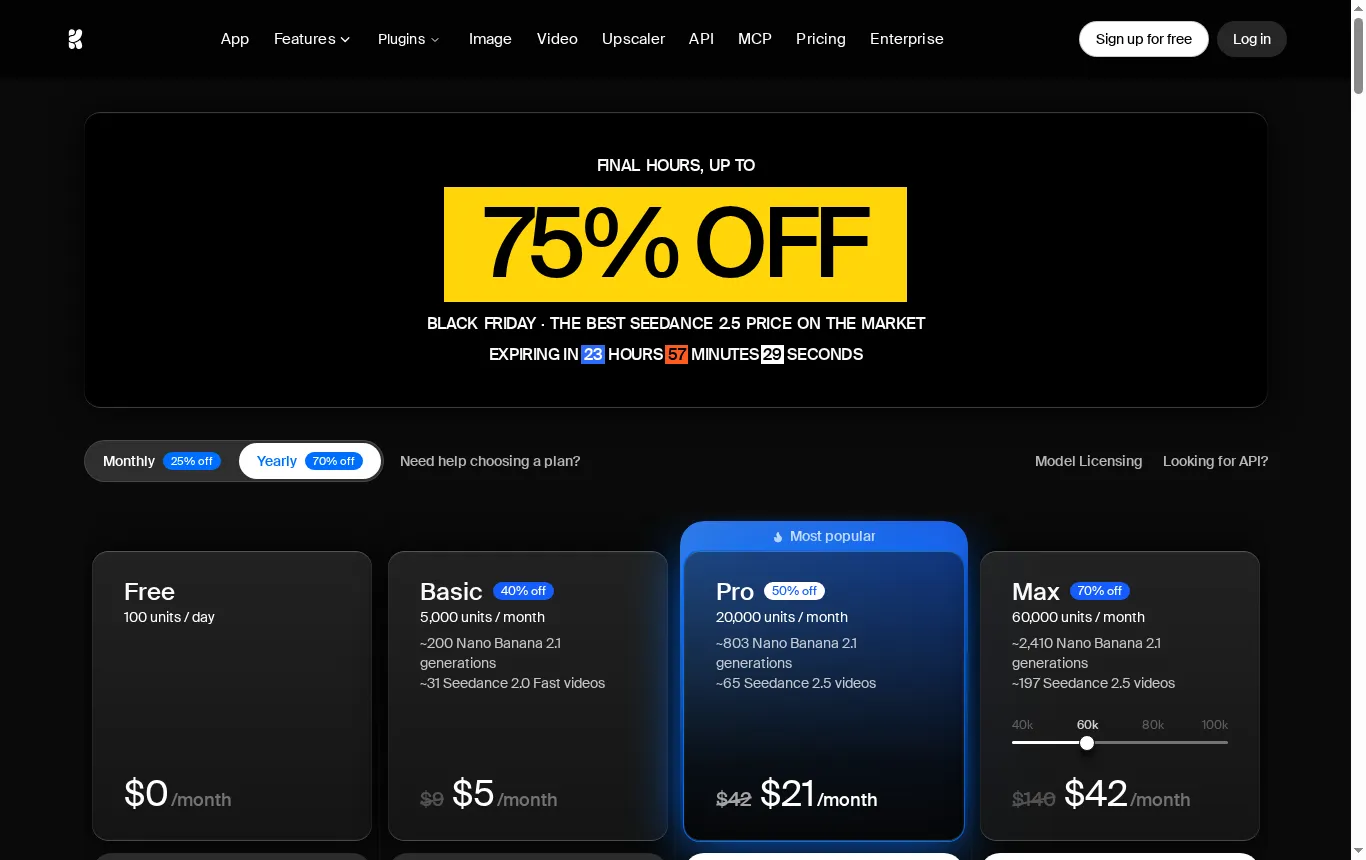 App Features Plugins Image Video Upscaler API MCP Pricing Enterprise Sign up for free Log in
FINAL HOURS, UP TO
75% OFF
BLACK FRIDAY · THE BEST SEEDANCE 2.5 PRICE ON THE MARKET
EXPIRING IN 23 HOURS 57 MINUTES 29 SECONDS
Monthly 25% off Yearly 70% off Need help choosing a plan? Model Licensing Looking for API?
Most popular
Free
100 units / day
$0/month
Basic 40% off
5,000 units / month
~200 Nano Banana 2.1
generations
~31 Seedance 2.0 Fast videos
$9 $5/month
Pro 50% off
20,000 units / month
~803 Nano Banana 2.1
generations
~65 Seedance 2.5 videos
$42 $21/month
Max 70% off
60,000 units / month
~2,410 Nano Banana 2.1
generations
~197 Seedance 2.5 videos
40k 60k 80k 100k
$140 $42/month